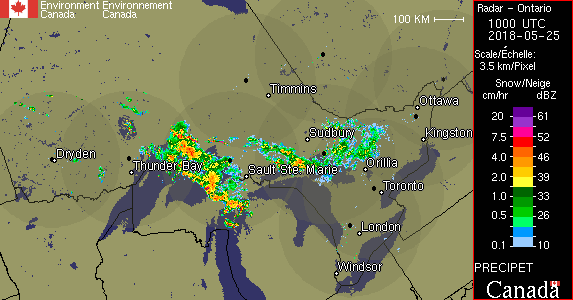 Environment Environnement
Canada Canada
100 KM
Timmins
Ottawa
Sudbury
Kingston
Dryden
Thunder Bay
Sault Ste. Marie
Orillia
Toronto
London
Windsor
Radar - Ontario
1000 UTC
2018-05-25
Scale/Échelle:
3.5 km/Pixel
Snow/Neige
cm/hr dBZ
20 61
7.5 52
4.0 46
2.0 39
1.0 33
0.5 26
0.1 10
PRECIPET
Canada